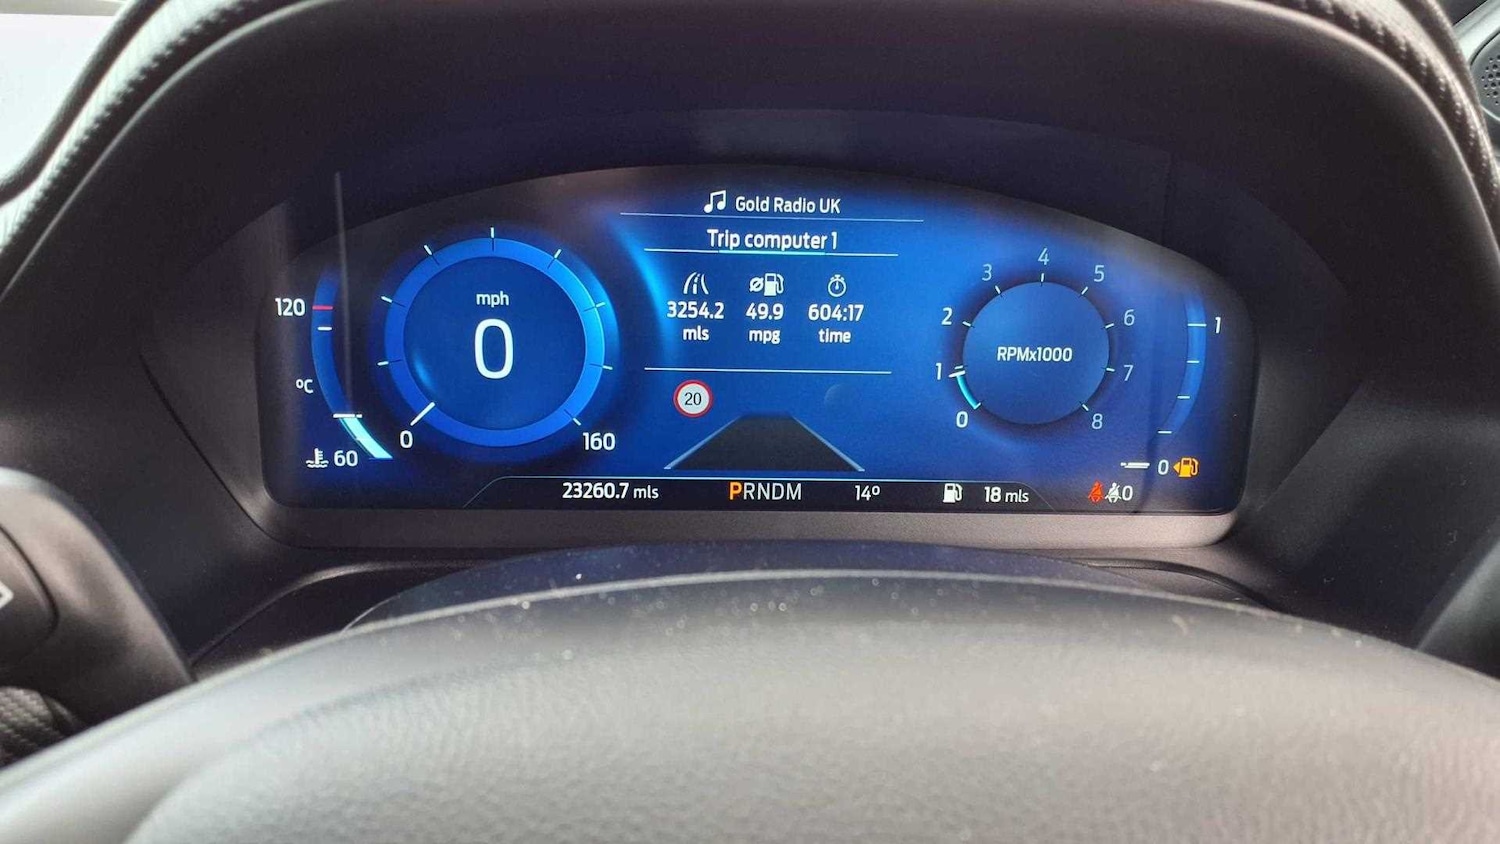 Gold Radio UK
Trip computer 1
3254.2 49.9 604:17
mls mpg time
120
°C
60
mph
0
0
160
20
RPMx1000
0
1
2
3
4
5
6
7
8
1
0
23260.7 mls PRNDM 14° 18 mls 0